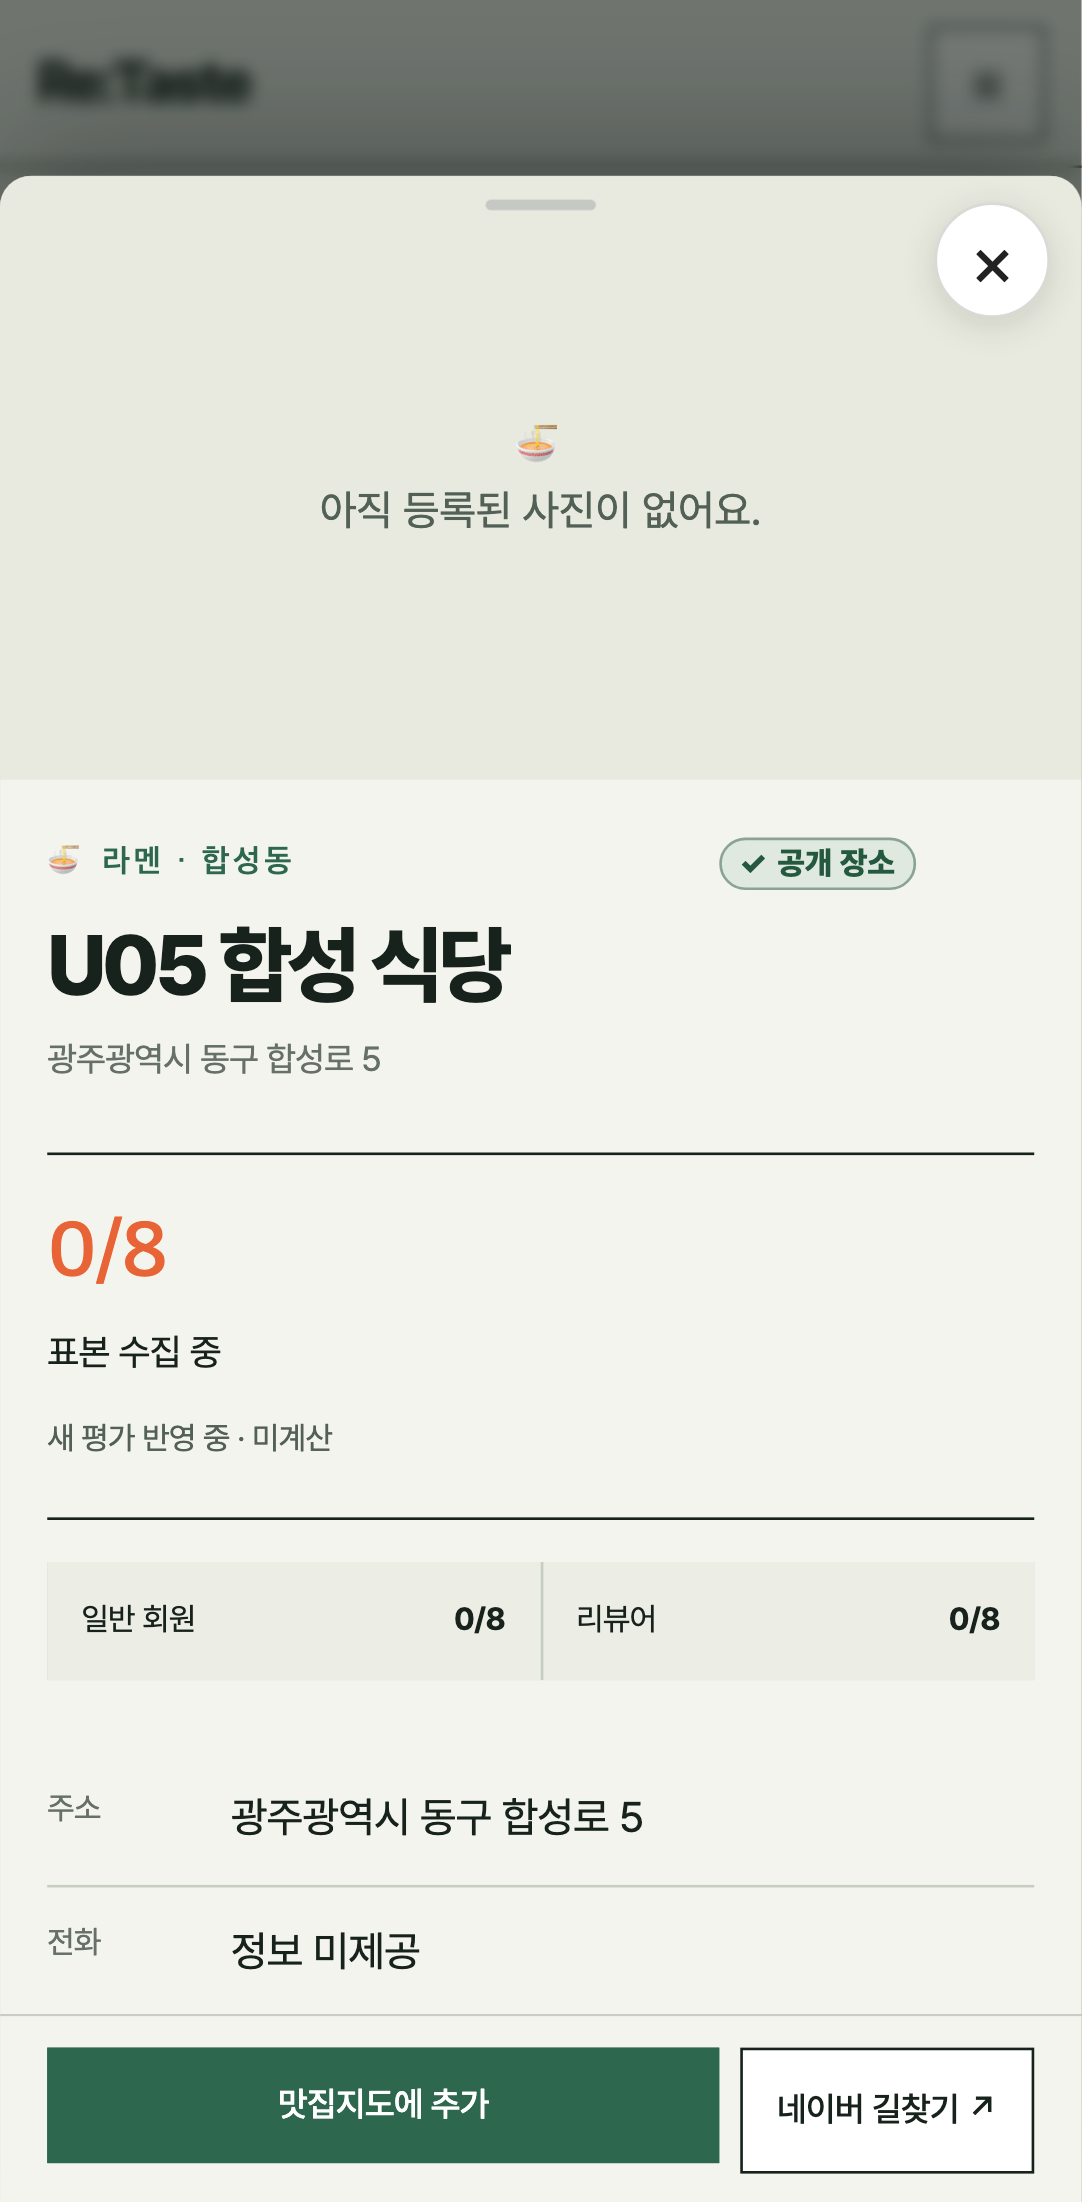 Re:Taste
×
아직 등록된 사진이 없어요.
라멘 · 합성동
✓ 공개 장소
U05 합성 식당
광주광역시 동구 합성로 5
0/8
표본 수집 중
새 평가 반영 중 · 미계산
일반 회원 0/8 리뷰어 0/8
주소 광주광역시 동구 합성로 5
전화 정보 미제공
맛집지도에 추가 네이버 길찾기 ↗